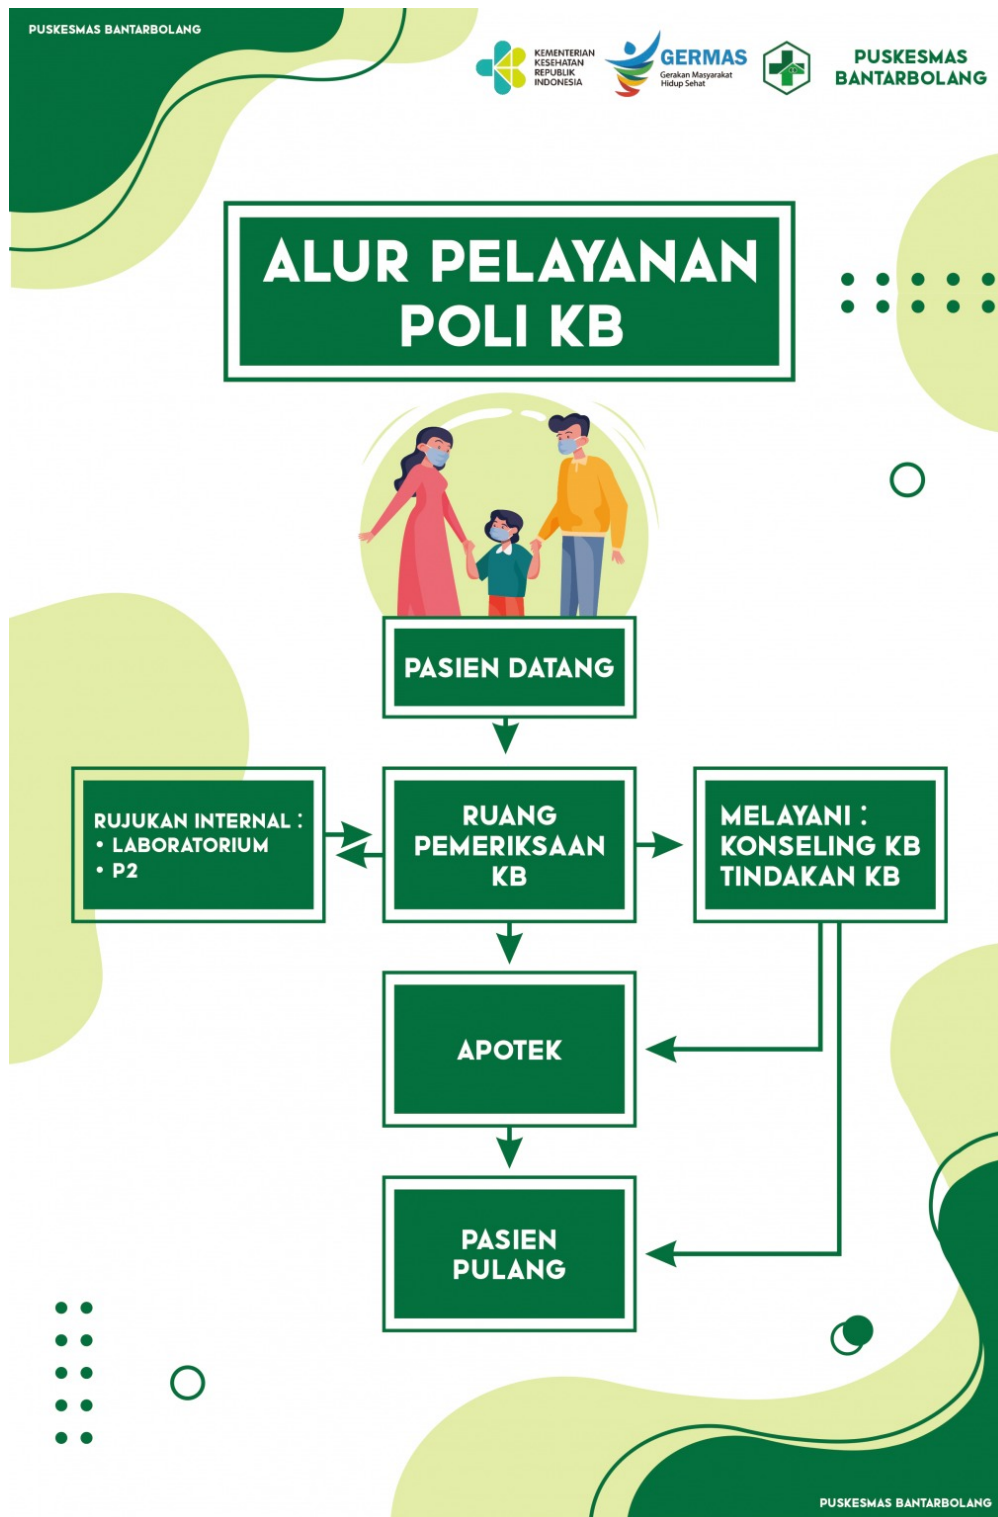 PUSKESMAS BANTARBOLANG
KEMENTERIAN
KESEHATAN
REPUBLIK
INDONESIA
GERMAS
Gerakan Masyarakat
Hidup Sehat
PUSKESMAS
BANTARBOLANG
ALUR PELAYANAN
POLI KB
PASIEN DATANG
RUJUKAN INTERNAL :
• LABORATORIUM
• P2
RUANG
PEMERIKSAAN
KB
MELAYANI :
KONSELING KB
TINDAKAN KB
APOTEK
PASIEN
PULANG
PUSKESMAS BANTARBOLANG